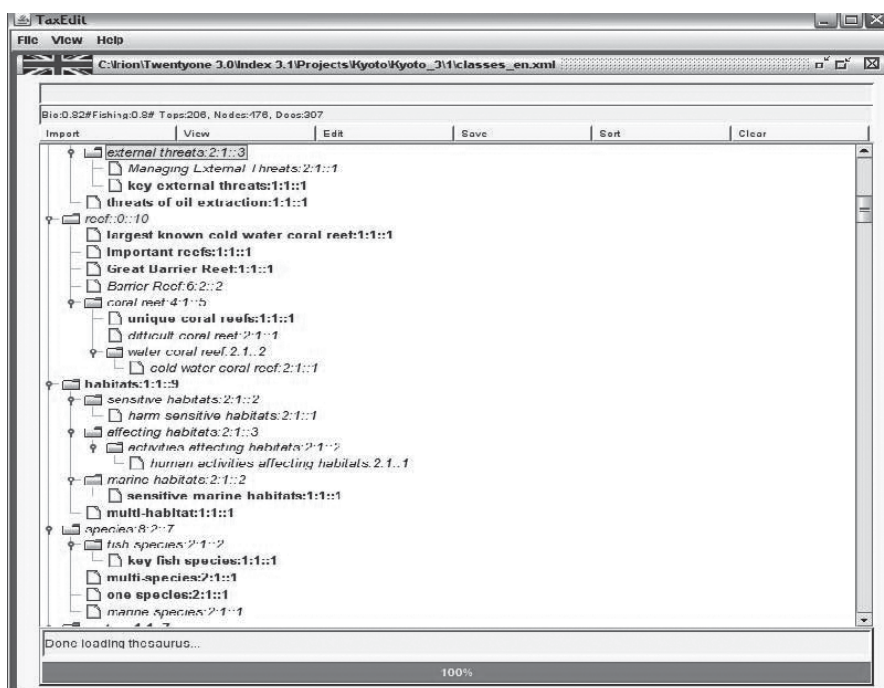 TaxEdit
File View Help
C:\Irion\Twentyone 3.0\Index 3.1\Projects\Kyoto\Kyoto_3\1\classes_en.xml
Bio:0.82#Fishing:0.8# Tops:206, Nodes:476, Docs:307
Import View Edit Save Sort Clear
external threats:2:1::3
Managing External Threats:2:1::1
key external threats:1:1::1
threats of oil extraction:1:1::1
reef::0::10
largest known cold water coral reef:1:1::1
Important reefs:1:1::1
Great Barrier Reef:1:1::1
Barrier Reef:6:2::2
coral reef:4:1::5
unique coral reefs:1:1::1
difficult coral reef:2:1::1
water coral reef:2:1::2
cold water coral reef:2:1::1
habitats:1:1::9
sensitive habitats:2:1::2
harm sensitive habitats:2:1::1
affecting habitats:2:1::3
activities affecting habitats:2:1::2
human activities affecting habitats:2:1::1
marine habitats:2:1::2
sensitive marine habitats:1:1::1
multi-habitat:1:1::1
species:8:2::7
fish species:2:1::2
key fish species:1:1::1
multi-species:2:1::1
one species:2:1::1
marine species:2:1::1
Done loading thesaurus...
100%